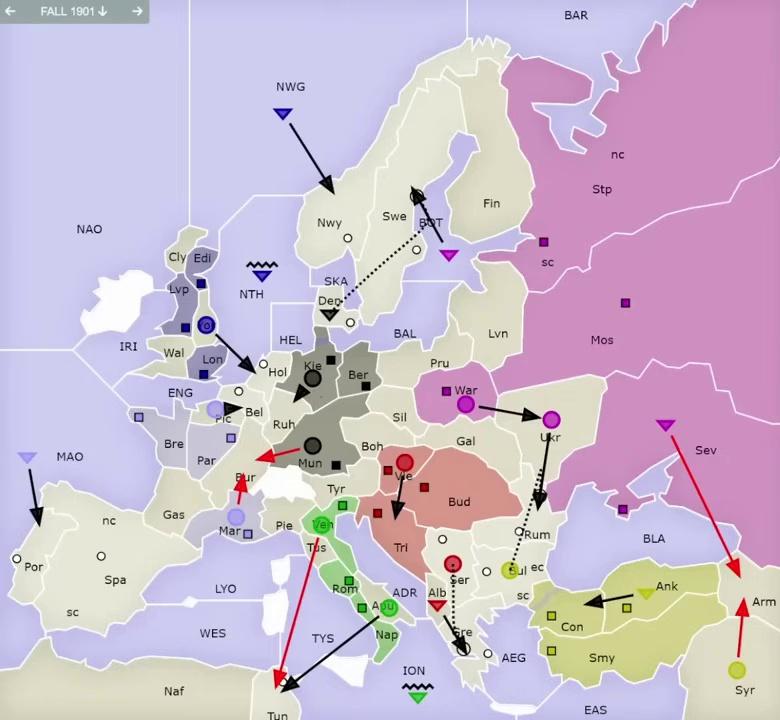 ← FALL 1901 ↓ →
BAR
NWG
nc
Stp
Fin
Swe
BOT
Nwy
NAO
Cly Edi
sc
NTH
SKA
Lvp
Den
Mos
Lvn
IRI
HEL
BAL
Wal
Lon
Kie
Hol
Ber
Pru
ENG
War
Pic
Bel
Ruh
Sil
Ukr
Bre
Gal
Par
Mun
Boh
Sev
MAO
Bur
Vie
Tyr
Bud
nc
Gas
Mar
Pie
Ven
Rum
BLA
Por
Tus
Tri
Spa
Ser
Bul ec
LYO
Rom
ADR
Alb
sc
Ank
Arm
sc
Apu
Con
WES
TYS
Nap
Gre
AEG
Smy
ION
Naf
Syr
Tun
EAS